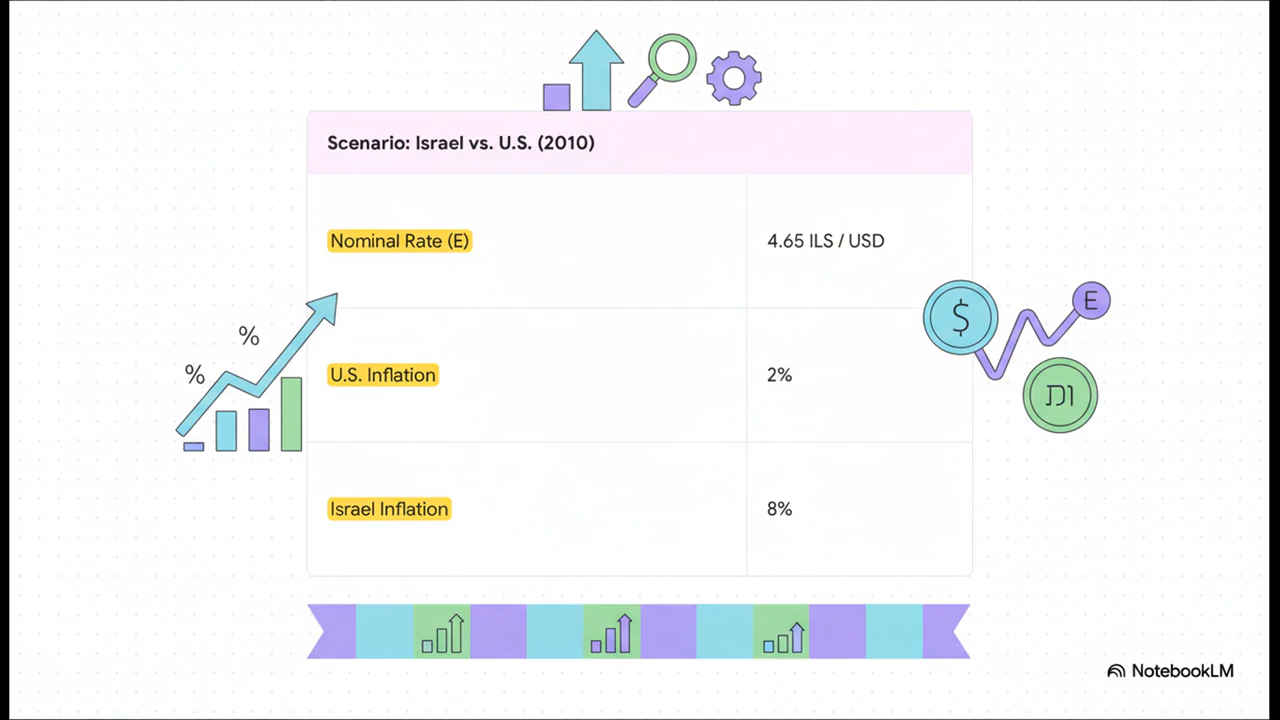 Scenario: Israel vs. U.S. (2010)
Nominal Rate (E) 4.65 ILS / USD
% %
$ E
U.S. Inflation 2%
Israel Inflation 8%
NotebookLM